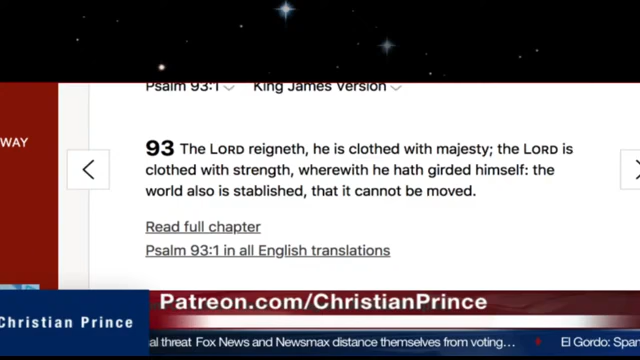 Psalm 93:1 King James Version
WAY
93 The LORD reigneth, he is clothed with majesty; the LORD is
clothed with strength, wherewith he hath girded himself: the
world also is stablished, that it cannot be moved.
Read full chapter
Psalm 93:1 in all English translations
Patreon.com/ChristianPrince
Christian Prince
al threat Fox News and Newsmax distance themselves from voting... El Gordo: Spar